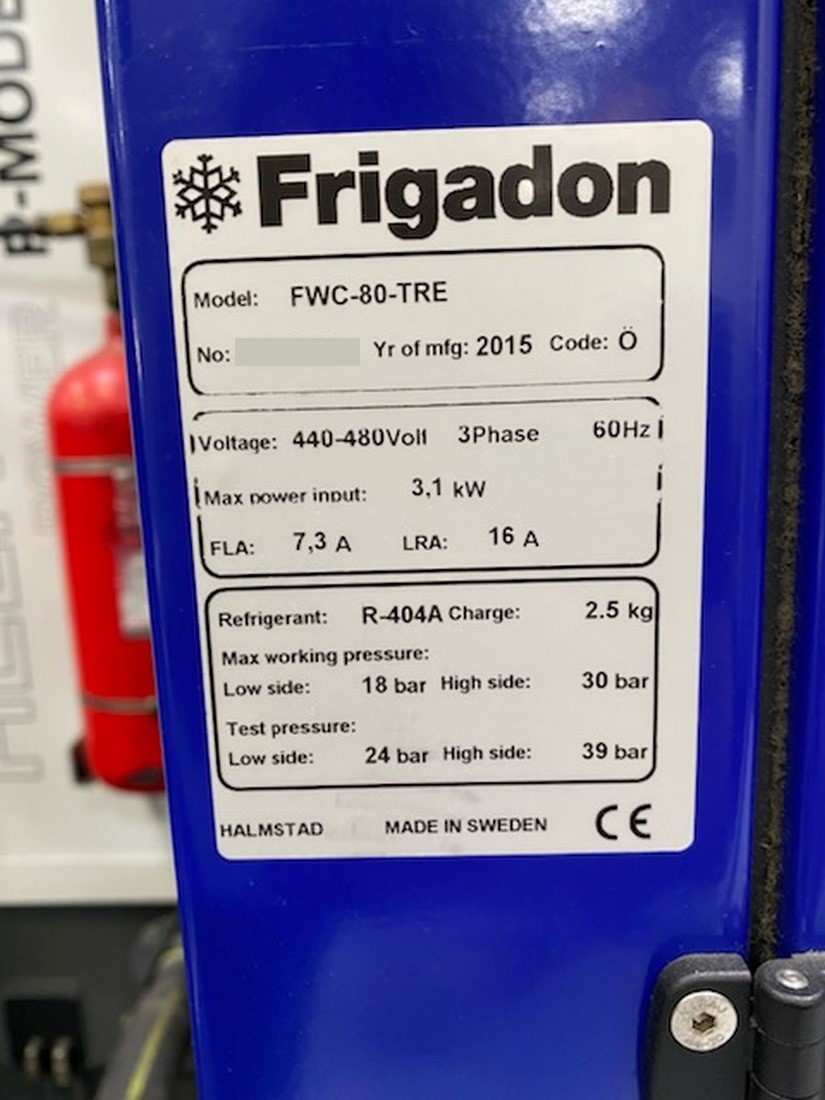 P-MODE
Frigadon
Model: FWC-80-TRE
No: Yr of mfg: 2015 Code: Ö
Voltage: 440-480Volt 3Phase 60Hz
Max power input: 3,1 kW
FLA: 7,3 A LRA: 16 A
Refrigerant: R-404A Charge: 2.5 kg
Max working pressure:
Low side: 18 bar High side: 30 bar
Test pressure:
Low side: 24 bar High side: 39 bar
HALMSTAD MADE IN SWEDEN CE